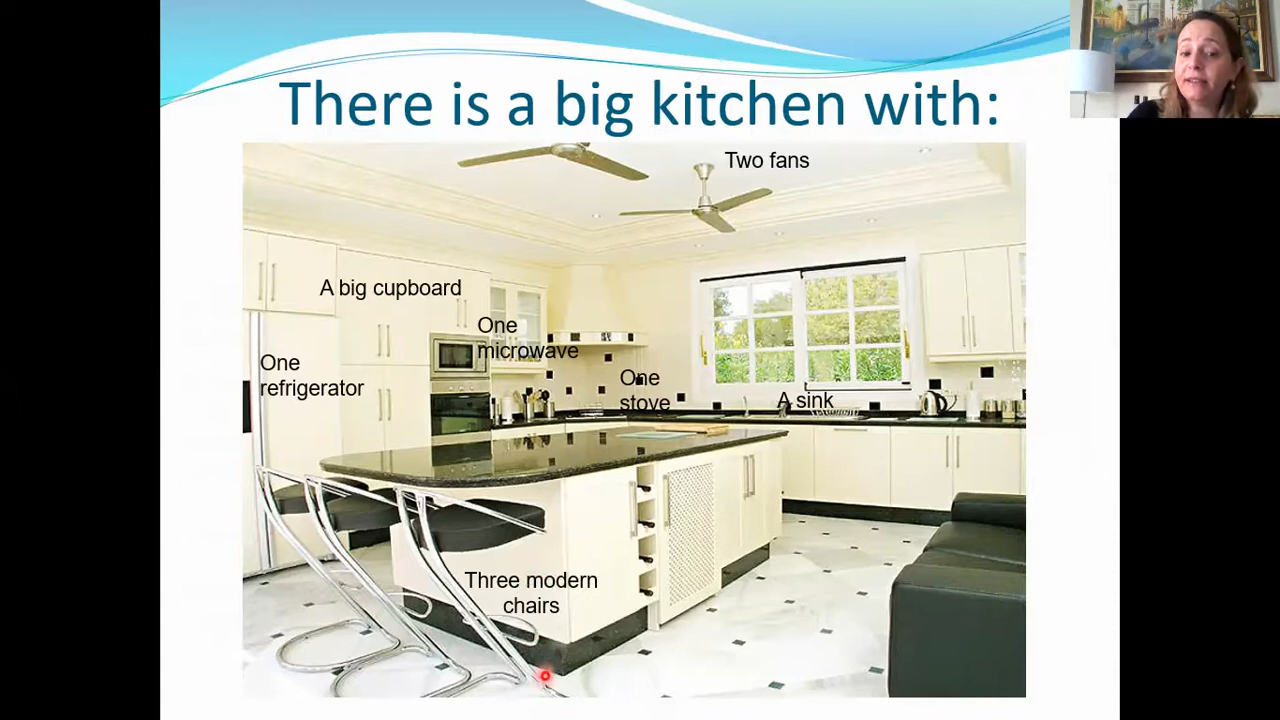 There is a big kitchen with:
Two fans
A big cupboard
One
microwave
One
refrigerator
One
stove
A sink
Three modern
chairs